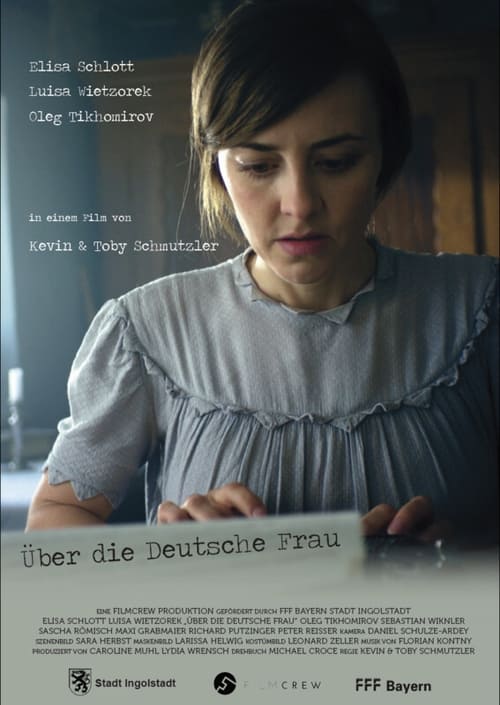 Elisa Schlott
Luisa Wietzorek
Oleg Tikhomirov
in einem Film von
Kevin & Toby Schmutzler
Über die Deutsche Frau
EINE FILMCREW PRODUKTION GEFÖRDERT DURCH FFF BAYERN STADT INGOLSTADT
ELISA SCHLOTT LUISA WIETZOREK „ÜBER DIE DEUTSCHE FRAU" OLEG TIKHOMIROV SEBASTIAN WIKNLER
SASCHA RÖMISCH MAXI GRABMAIER RICHARD PUTZINGER PETER REISSER KAMERA DANIEL SCHULZE-ARDEY
SZENENBILD SARA HERBST MASKENBILD LARISSA HELWIG KOSTÜMBILD LEONARD ZELLER MUSIK VON FLORIAN KONTNY
PRODUZIERT VON CAROLINE MUHL, LYDIA WRENSCH DREHBUCH MICHAEL CROCE REGIE KEVIN & TOBY SCHMUTZLER
Stadt Ingolstadt
FILMCREW
FFF Bayern